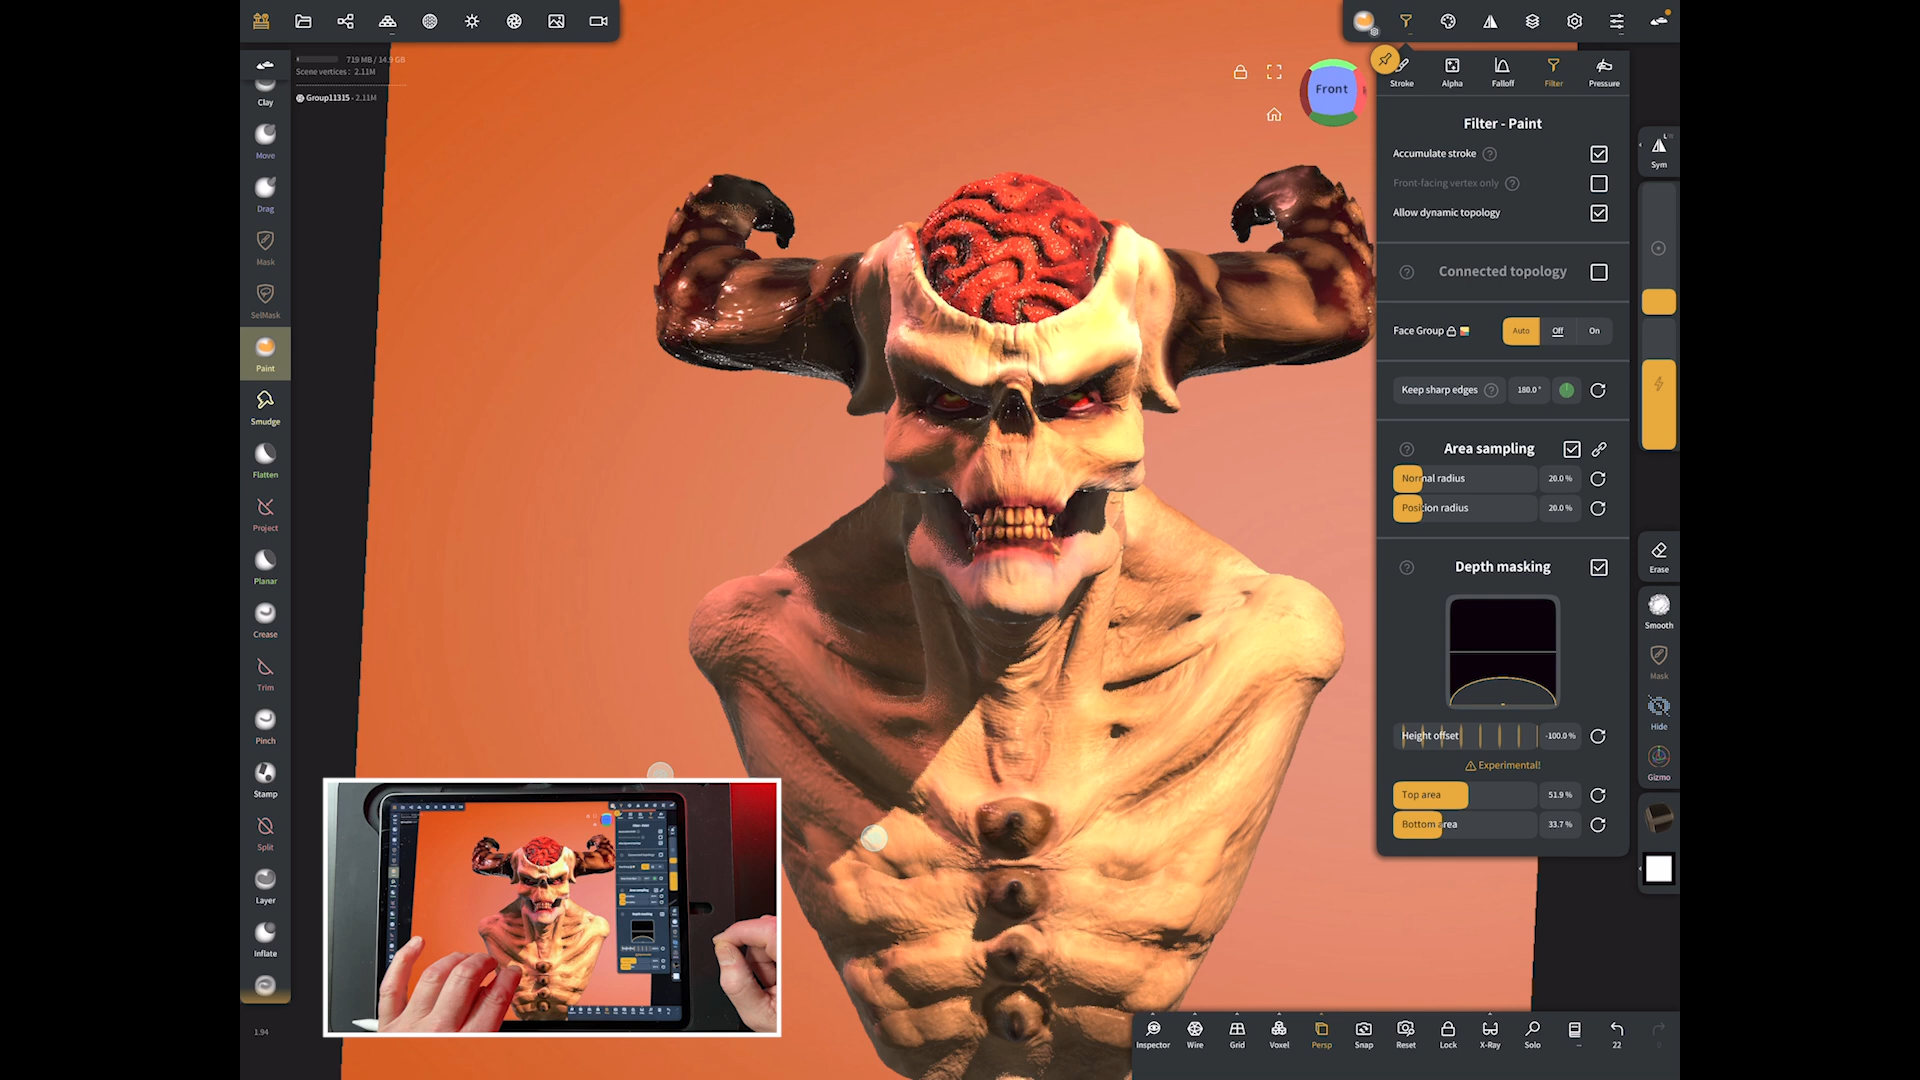 719 MB / 14.9 GB
Scene vertices : 2.11M
Group11315 - 2.11M
Clay
Move
Drag
Mask
SelMask
Paint
Smudge
Flatten
Project
Planar
Crease
Trim
Pinch
Stamp
Split
Layer
Inflate
1.94
Front
Stroke
Alpha
Falloff
Filter
Pressure
Filter - Paint
Accumulate stroke ?
Front-facing vertex only ?
Allow dynamic topology
? Connected topology
Face Group Auto Off On
Keep sharp edges ? 180.0 °
? Area sampling
Normal radius 20.0 %
Position radius 20.0 %
? Depth masking
Height offset -100.0 %
Experimental!
Top area 51.9 %
Bottom area 33.7 %
Sym
Erase
Smooth
Mask
Hide
Gizmo
Inspector
Wire
Grid
Voxel
Persp
Snap
Reset
Lock
X-Ray
Solo
22